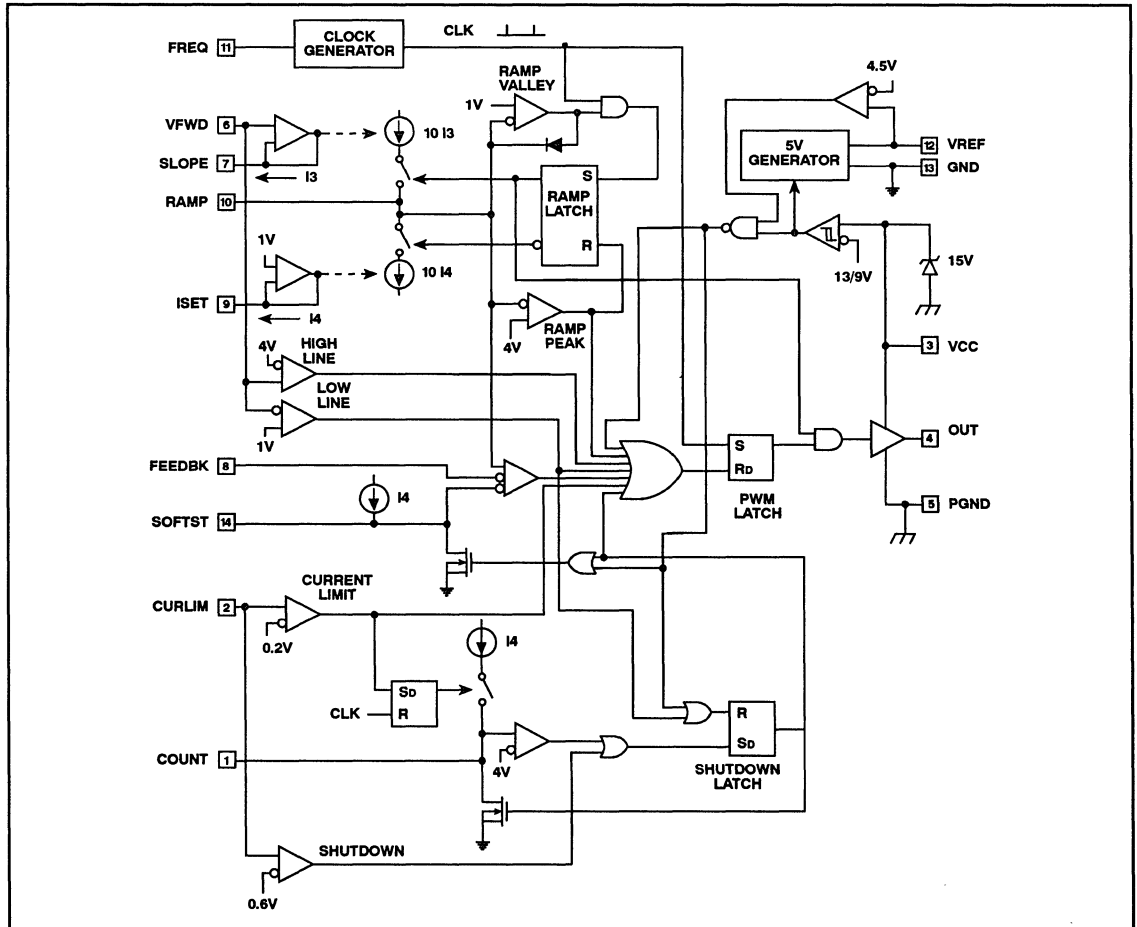 FREQ 11
CLOCK
GENERATOR
CLK
RAMP
VALLEY
1V
4.5V
VFWD 6
10 I3
SLOPE 7
I3
RAMP 10
S
RAMP
LATCH
R
5V
GENERATOR
12 VREF
13 GND
1V
10 I4
ISET 9
I4
13/9V
15V
RAMP
PEAK
4V
4V
HIGH
LINE
LOW
LINE
1V
3 VCC
4 OUT
FEEDBK 8
S
RD
PWM
LATCH
I4
SOFTST 14
5 PGND
CURRENT
LIMIT
CURLIM 2
0.2V
I4
SD
CLK
R
R
SD
COUNT 1
4V
SHUTDOWN
LATCH
SHUTDOWN
0.6V